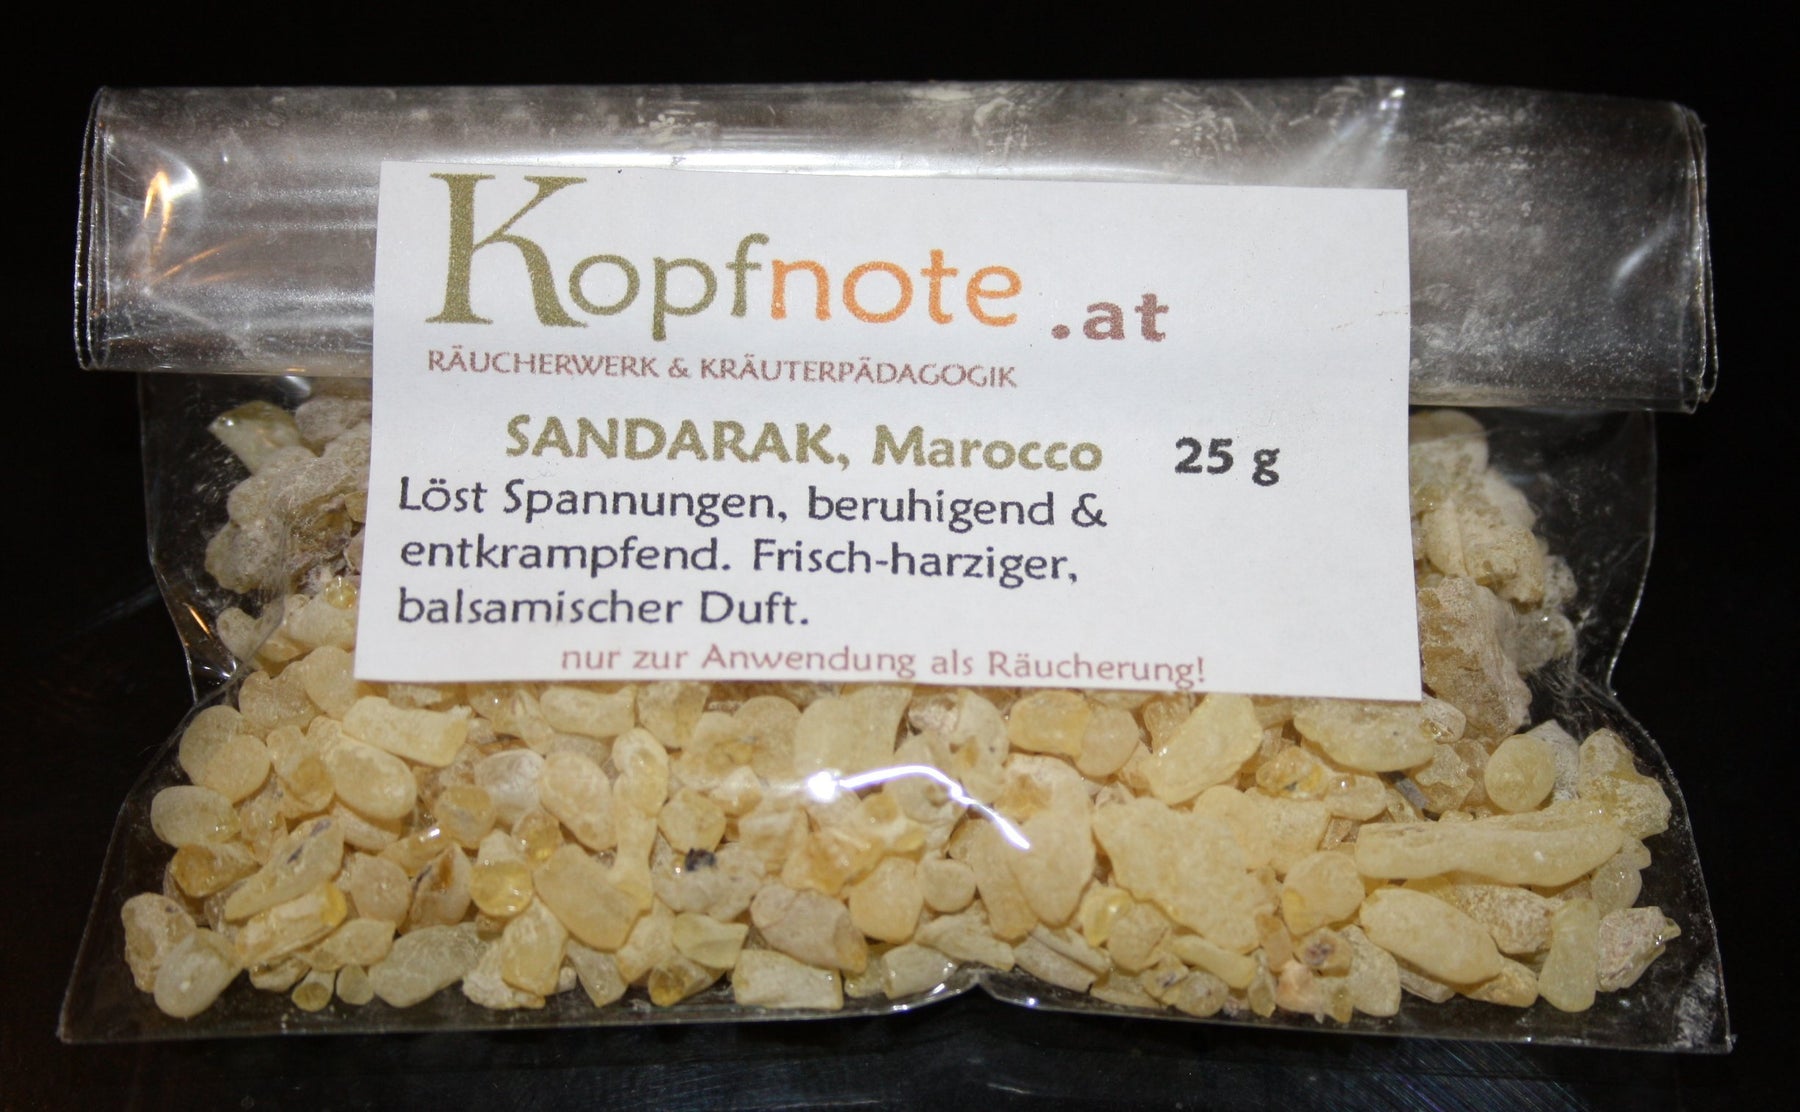 Kopfnote.at
RÄUCHERWERK & KRÄUTERPÄDAGOGIK
SANDARAK, Marocco 25 g
Löst Spannungen, beruhigend &
entkrampfend. Frisch-harziger,
balsamischer Duft.
nur zur Anwendung als Räucherung!